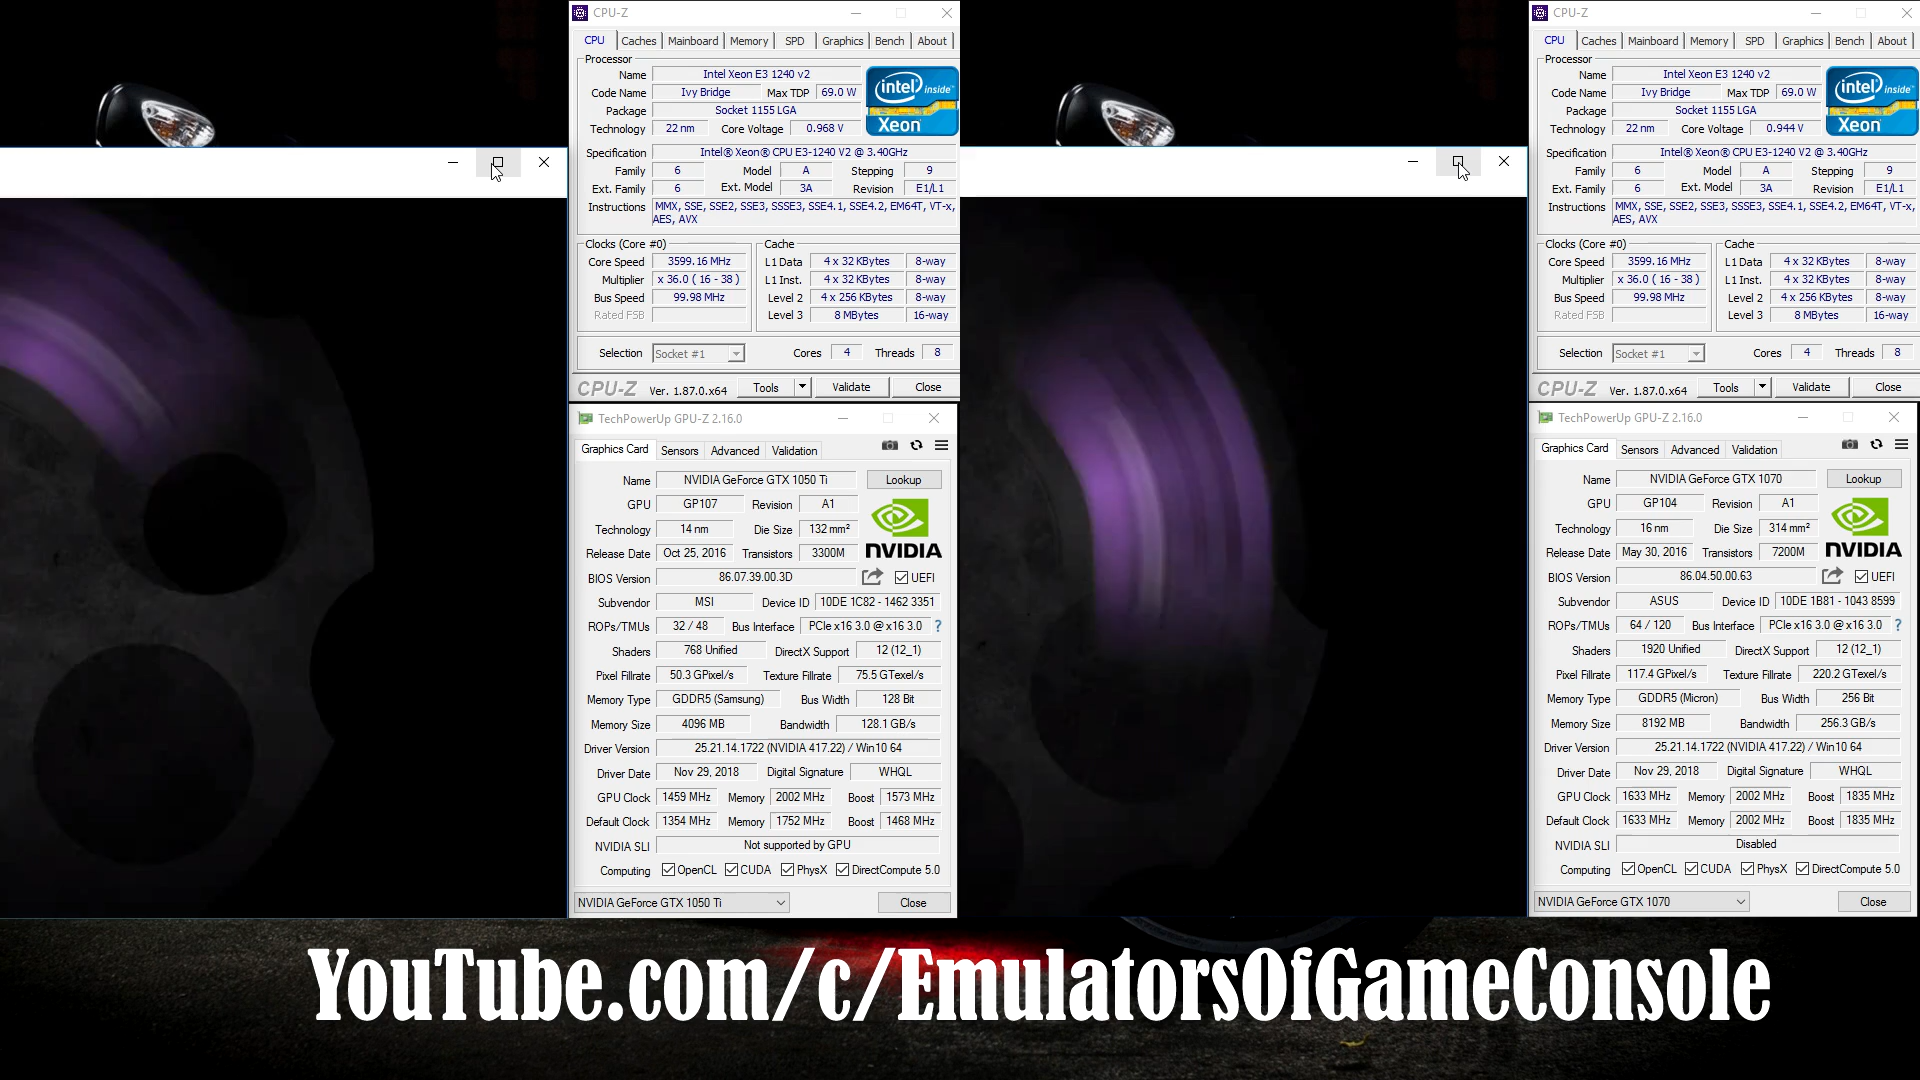 CPU-Z
CPU Caches Mainboard Memory SPD Graphics Bench About
Processor
Name Intel Xeon E3 1240 v2
Code Name Ivy Bridge Max TDP 69.0 W
Package Socket 1155 LGA
Technology 22 nm Core Voltage 0.968 V
intel inside™ Xeon
Specification Intel® Xeon® CPU E3-1240 V2 @ 3.40GHz
Family 6 Model A Stepping 9
Ext. Family 6 Ext. Model 3A Revision E1/L1
Instructions MMX, SSE, SSE2, SSE3, SSSE3, SSE4.1, SSE4.2, EM64T, VT-x,
AES, AVX
Clocks (Core #0) Cache
Core Speed 3599.16 MHz L1 Data 4 x 32 KBytes 8-way
Multiplier x 36.0 ( 16 - 38 ) L1 Inst. 4 x 32 KBytes 8-way
Bus Speed 99.98 MHz Level 2 4 x 256 KBytes 8-way
Rated FSB Level 3 8 MBytes 16-way
Selection Socket #1 Cores 4 Threads 8
CPU-Z Ver. 1.87.0.x64 Tools Validate Close
TechPowerUp GPU-Z 2.16.0
Graphics Card Sensors Advanced Validation
Name NVIDIA GeForce GTX 1050 Ti Lookup
GPU GP107 Revision A1
Technology 14 nm Die Size 132 mm²
Release Date Oct 25, 2016 Transistors 3300M
NVIDIA
BIOS Version 86.07.39.00.3D UEFI
Subvendor MSI Device ID 10DE 1C82 - 1462 3351
ROPs/TMUs 32 / 48 Bus Interface PCIe x16 3.0 @ x16 3.0 ?
Shaders 768 Unified DirectX Support 12 (12_1)
Pixel Fillrate 50.3 GPixel/s Texture Fillrate 75.5 GTexel/s
Memory Type GDDR5 (Samsung) Bus Width 128 Bit
Memory Size 4096 MB Bandwidth 128.1 GB/s
Driver Version 25.21.14.1722 (NVIDIA 417.22) / Win10 64
Driver Date Nov 29, 2018 Digital Signature WHQL
GPU Clock 1459 MHz Memory 2002 MHz Boost 1573 MHz
Default Clock 1354 MHz Memory 1752 MHz Boost 1468 MHz
NVIDIA SLI Not supported by GPU
Computing OpenCL CUDA PhysX DirectCompute 5.0
NVIDIA GeForce GTX 1050 Ti Close
CPU-Z
CPU Caches Mainboard Memory SPD Graphics Bench About
Processor
Name Intel Xeon E3 1240 v2
Code Name Ivy Bridge Max TDP 69.0 W
Package Socket 1155 LGA
Technology 22 nm Core Voltage 0.944 V
intel inside™ Xeon
Specification Intel® Xeon® CPU E3-1240 V2 @ 3.40GHz
Family 6 Model A Stepping 9
Ext. Family 6 Ext. Model 3A Revision E1/L1
Instructions MMX, SSE, SSE2, SSE3, SSSE3, SSE4.1, SSE4.2, EM64T, VT-x,
AES, AVX
Clocks (Core #0) Cache
Core Speed 3599.16 MHz L1 Data 4 x 32 KBytes 8-way
Multiplier x 36.0 ( 16 - 38 ) L1 Inst. 4 x 32 KBytes 8-way
Bus Speed 99.98 MHz Level 2 4 x 256 KBytes 8-way
Rated FSB Level 3 8 MBytes 16-way
Selection Socket #1 Cores 4 Threads 8
CPU-Z Ver. 1.87.0.x64 Tools Validate Close
TechPowerUp GPU-Z 2.16.0
Graphics Card Sensors Advanced Validation
Name NVIDIA GeForce GTX 1070 Lookup
GPU GP104 Revision A1
Technology 16 nm Die Size 314 mm²
Release Date May 30, 2016 Transistors 7200M
NVIDIA
BIOS Version 86.04.50.00.63 UEFI
Subvendor ASUS Device ID 10DE 1B81 - 1043 8599
ROPs/TMUs 64 / 120 Bus Interface PCIe x16 3.0 @ x16 3.0 ?
Shaders 1920 Unified DirectX Support 12 (12_1)
Pixel Fillrate 117.4 GPixel/s Texture Fillrate 220.2 GTexel/s
Memory Type GDDR5 (Micron) Bus Width 256 Bit
Memory Size 8192 MB Bandwidth 256.3 GB/s
Driver Version 25.21.14.1722 (NVIDIA 417.22) / Win10 64
Driver Date Nov 29, 2018 Digital Signature WHQL
GPU Clock 1633 MHz Memory 2002 MHz Boost 1835 MHz
Default Clock 1633 MHz Memory 2002 MHz Boost 1835 MHz
NVIDIA SLI Disabled
Computing OpenCL CUDA PhysX DirectCompute 5.0
NVIDIA GeForce GTX 1070 Close
YouTube.com/c/EmulatorsOfGameConsole